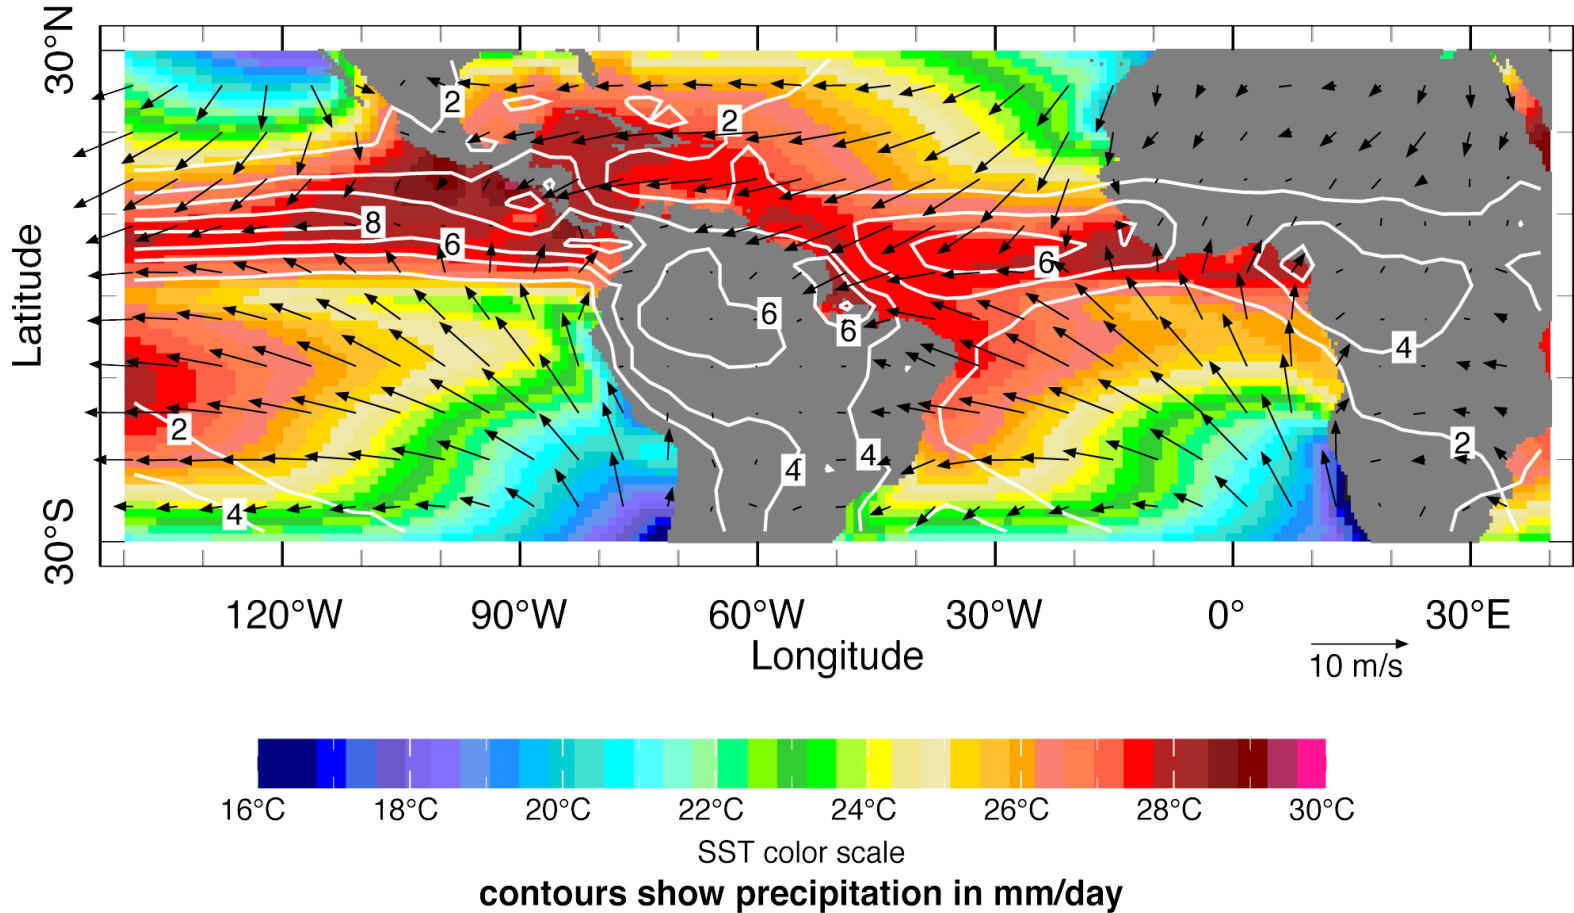 30°N
2
2
8
6
6
6
6
4
2
4
4
2
4
30°S
Latitude
120°W 90°W 60°W 30°W 0° 30°E
Longitude
10 m/s
16°C 18°C 20°C 22°C 24°C 26°C 28°C 30°C
SST color scale
contours show precipitation in mm/day